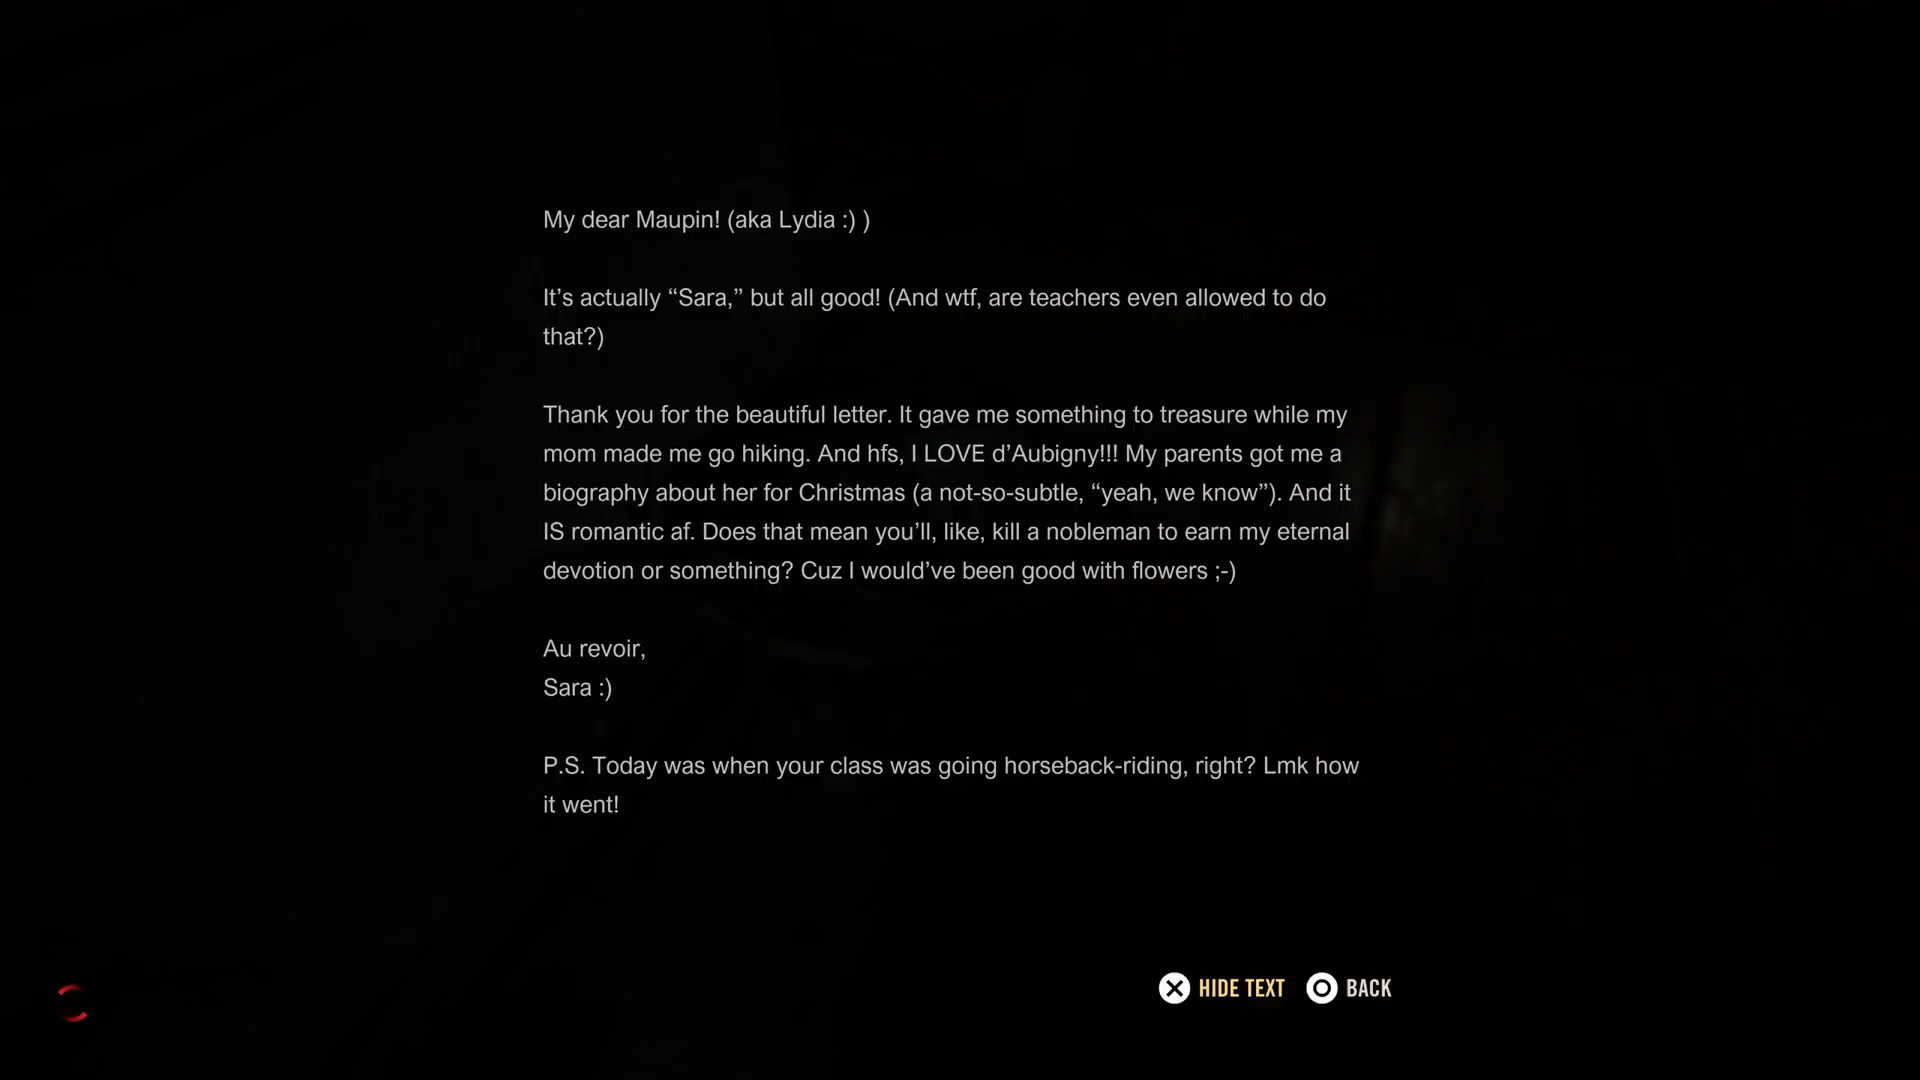 My dear Maupin! (aka Lydia :) )
It’s actually “Sara,” but all good! (And wtf, are teachers even allowed to do
that?)
Thank you for the beautiful letter. It gave me something to treasure while my
mom made me go hiking. And hfs, I LOVE d’Aubigny!!! My parents got me a
biography about her for Christmas (a not-so-subtle, “yeah, we know”). And it
IS romantic af. Does that mean you’ll, like, kill a nobleman to earn my eternal
devotion or something? Cuz I would’ve been good with flowers ;-)
Au revoir,
Sara :)
P.S. Today was when your class was going horseback-riding, right? Lmk how
it went!
HIDE TEXT BACK